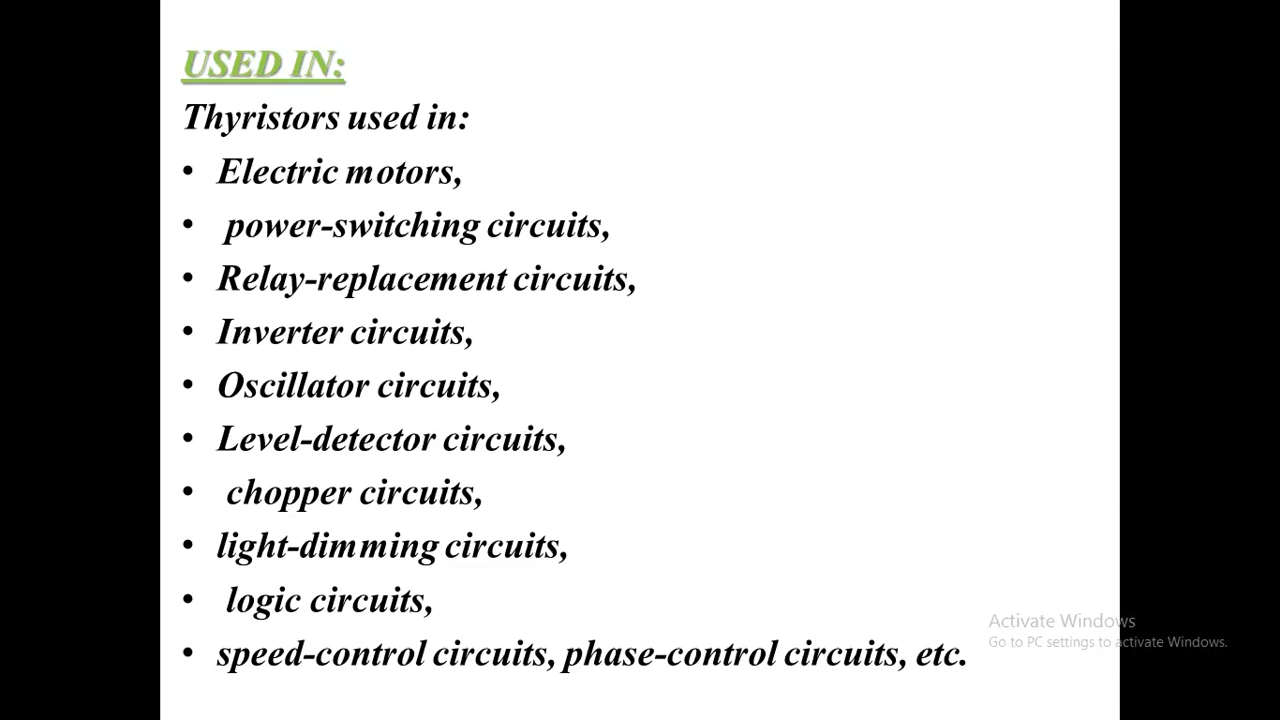 USED IN:
Thyristors used in:
• Electric motors,
• power-switching circuits,
• Relay-replacement circuits,
• Inverter circuits,
• Oscillator circuits,
• Level-detector circuits,
• chopper circuits,
• light-dimming circuits,
• logic circuits,
• speed-control circuits, phase-control circuits, etc.
Activate Windows
Go to PC settings to activate Windows.